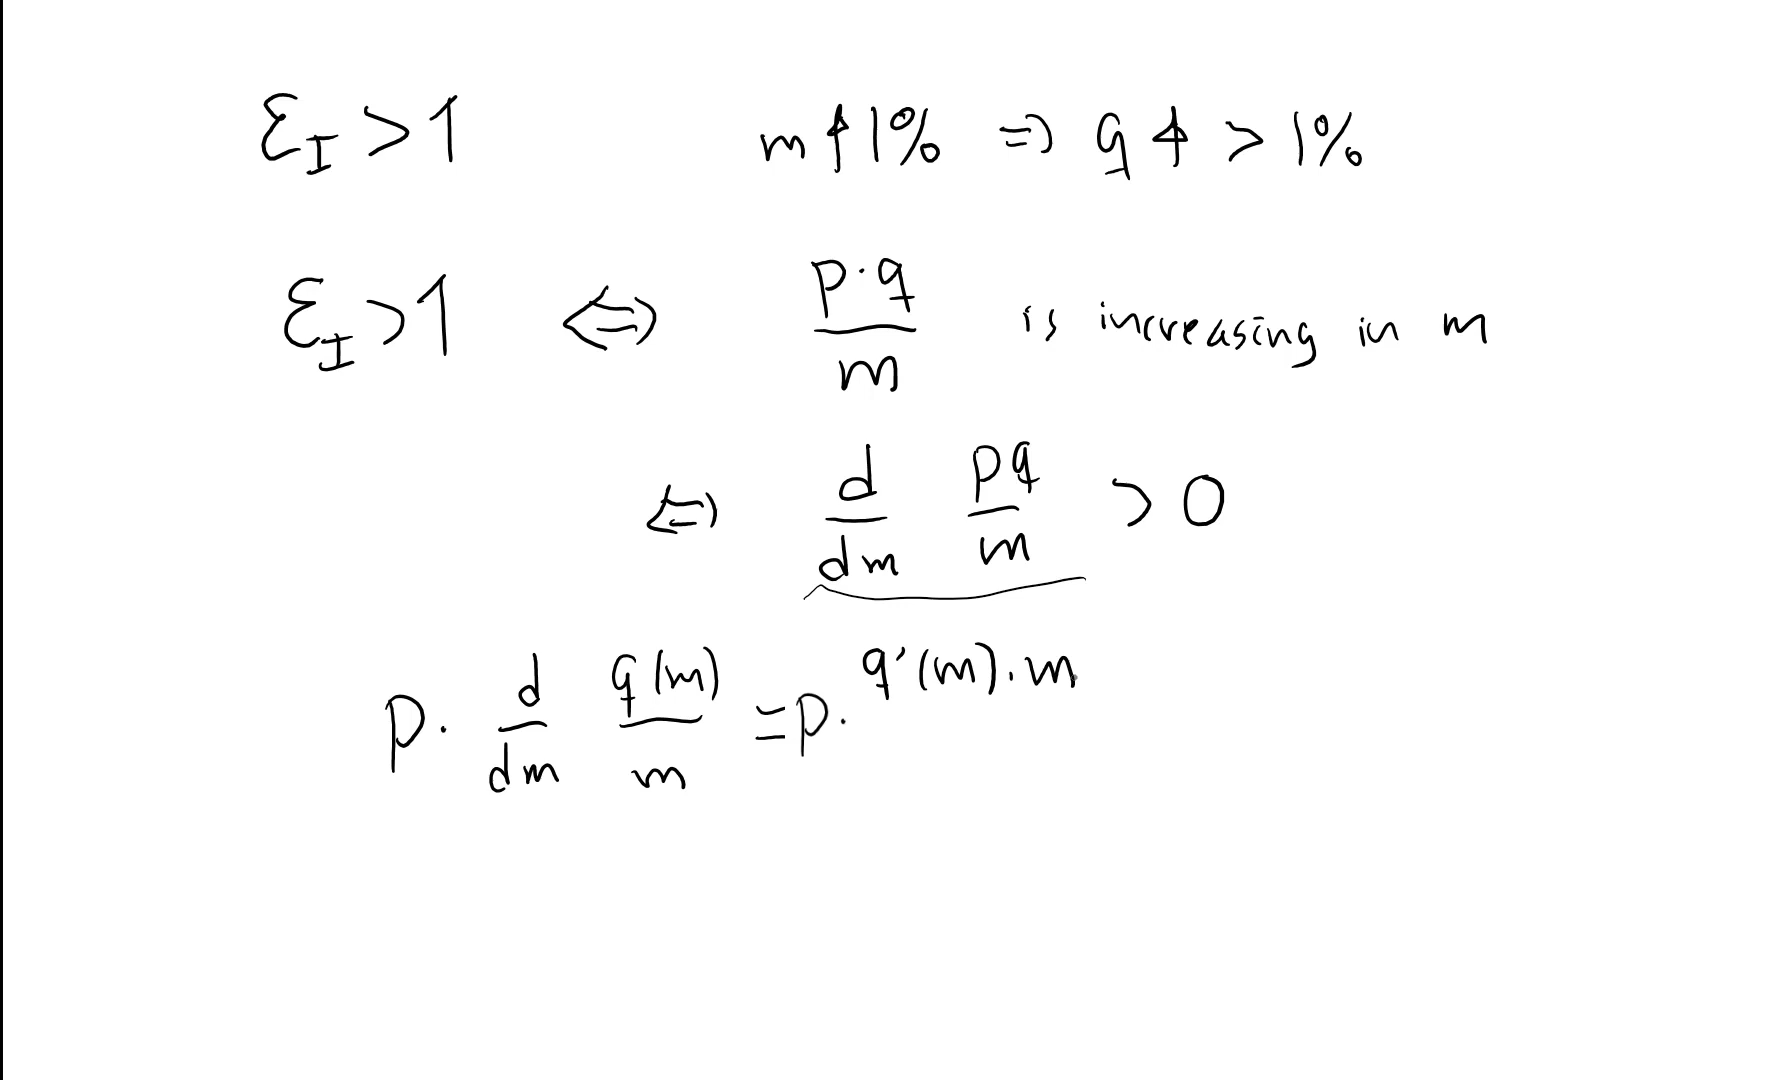 ε_I > 1 m ↑ 1% ⇒ q ↑ > 1%
ε_I > 1 ⇔ p·q / m is increasing in m
⇔ d/dm pq/m > 0
p · d/dm q(m)/m = p · q'(m) · m